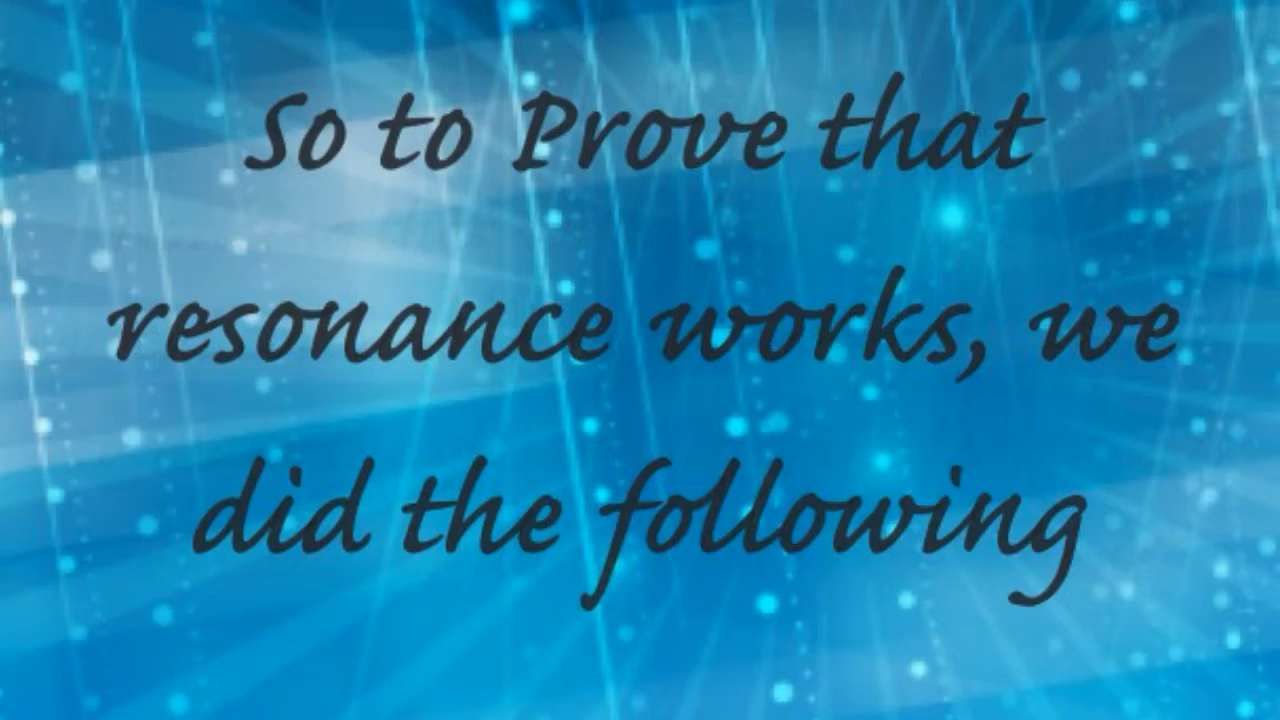 So to Prove that
resonance works, we
did the following